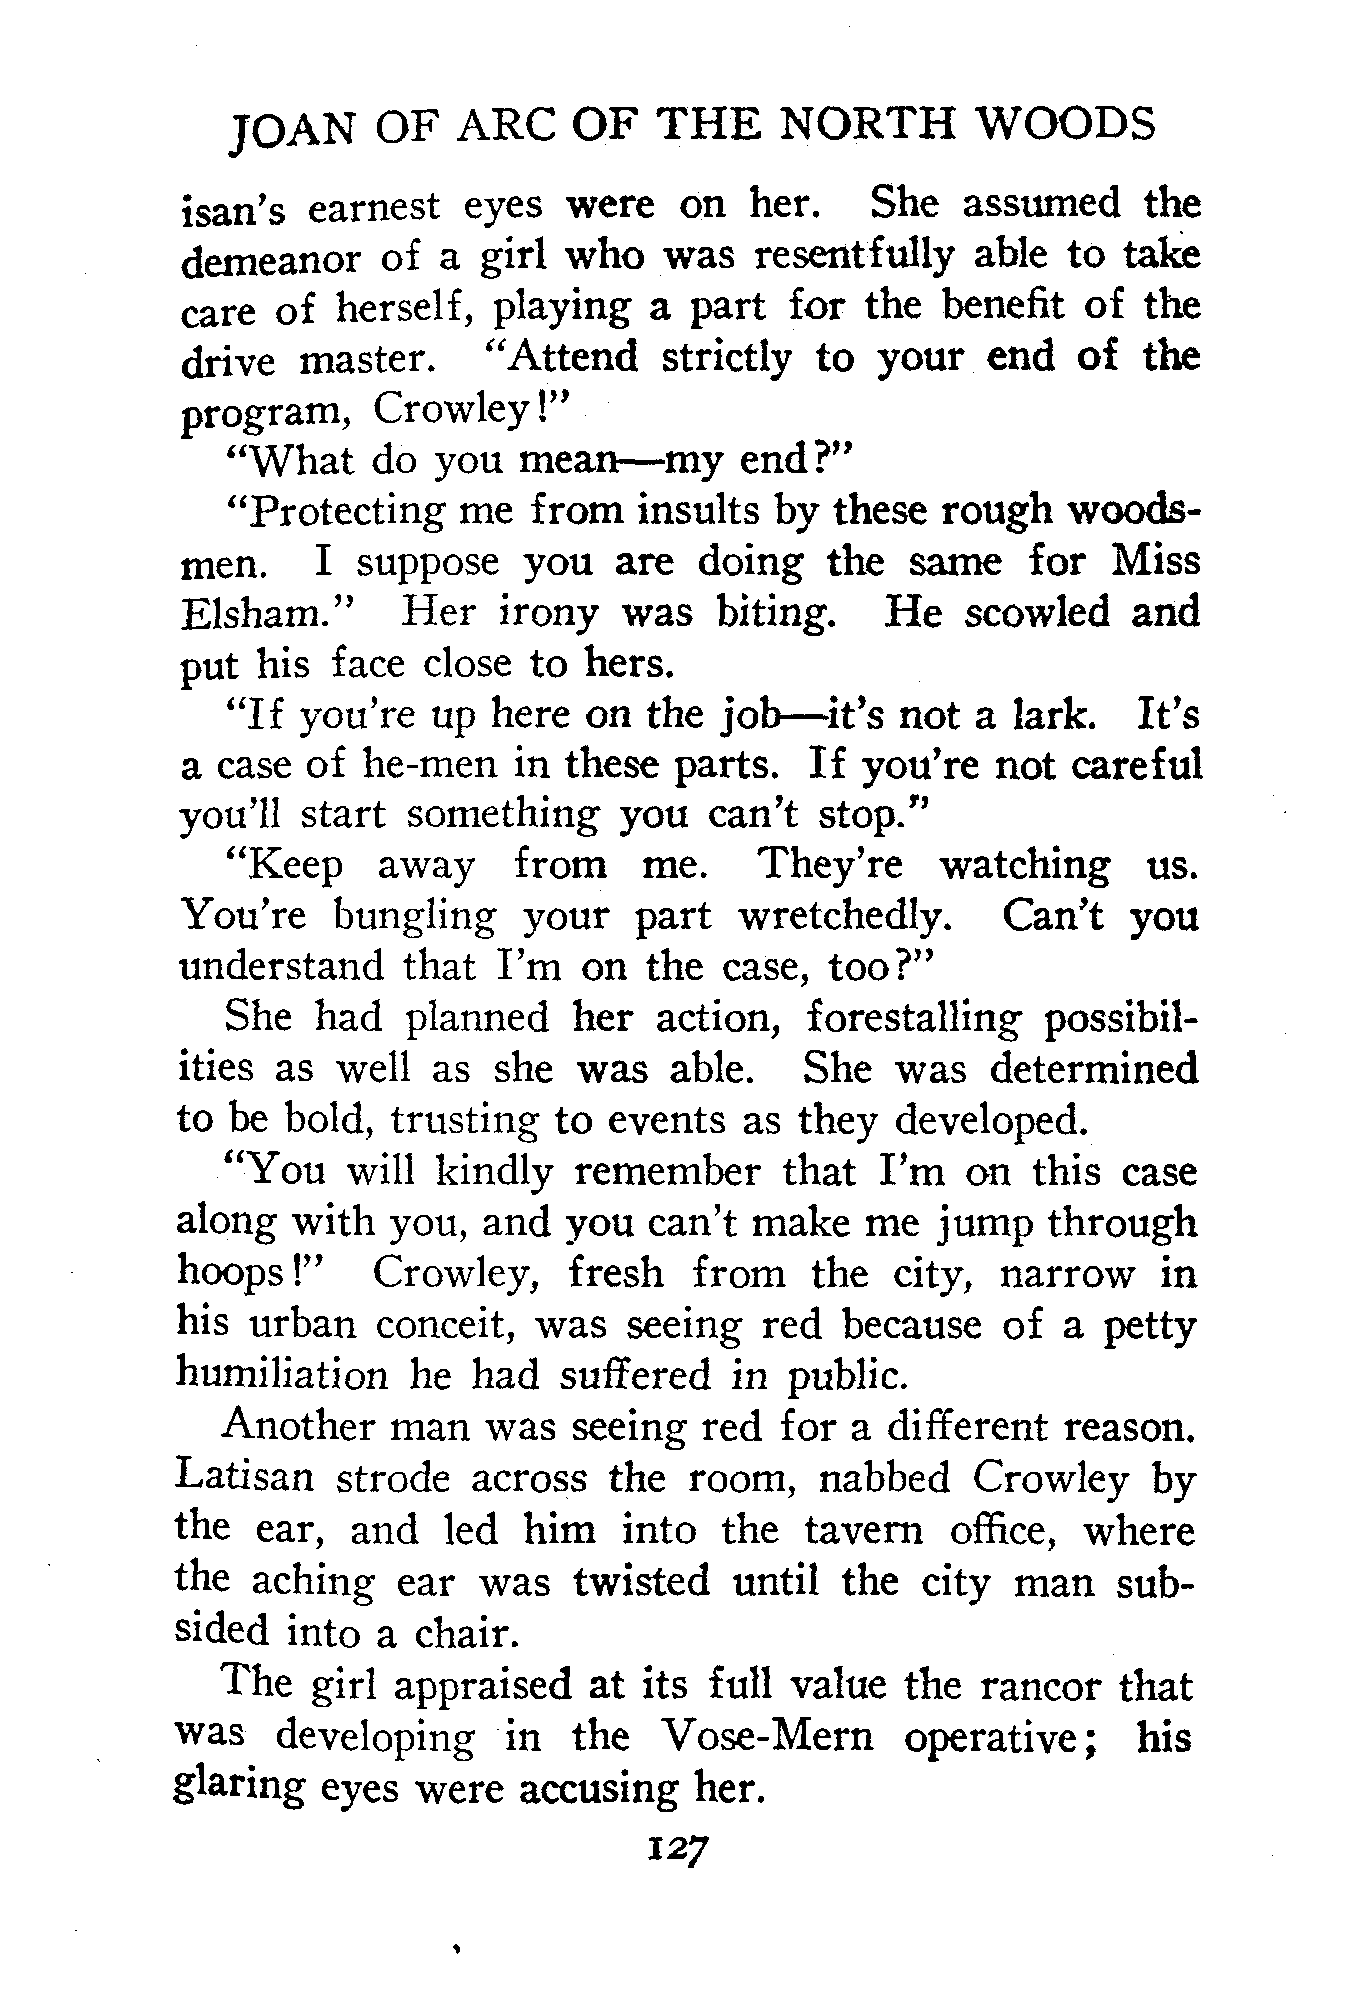 JOAN OF ARC OF THE NORTH WOODS
isan's earnest eyes were on her. She assumed the
demeanor of a girl who was resentfully able to take
care of herself, playing a part for the benefit of the
drive master. “Attend strictly to your end of the
program, Crowley!”
“What do you mean—my end?”
“Protecting me from insults by these rough woods-
men. I suppose you are doing the same for Miss
Elsham.” Her irony was biting. He scowled and
put his face close to hers.
“If you're up here on the job—it's not a lark. It's
a case of he-men in these parts. If you're not careful
you'll start something you can't stop.”
“Keep away from me. They're watching us.
You're bungling your part wretchedly. Can't you
understand that I'm on the case, too?”
She had planned her action, forestalling possibil-
ities as well as she was able. She was determined
to be bold, trusting to events as they developed.
“You will kindly remember that I'm on this case
along with you, and you can't make me jump through
hoops!” Crowley, fresh from the city, narrow in
his urban conceit, was seeing red because of a petty
humiliation he had suffered in public.
Another man was seeing red for a different reason.
Latisan strode across the room, nabbed Crowley by
the ear, and led him into the tavern office, where
the aching ear was twisted until the city man sub-
sided into a chair.
The girl appraised at its full value the rancor that
was developing in the Vose-Mern operative; his
glaring eyes were accusing her.
127